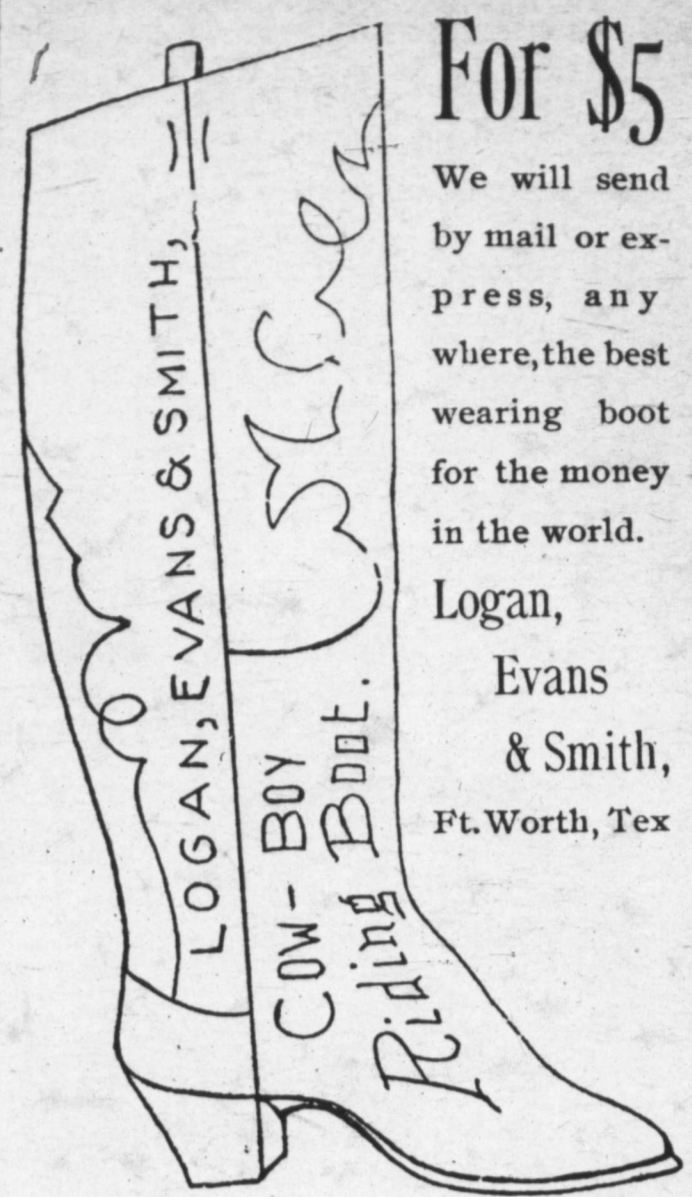 For $5
We will send
by mail or ex-
press, any
where, the best
wearing boot
for the money
in the world.
Logan,
Evans
& Smith,
Ft. Worth, Tex
LOGAN, EVANS & SMITH,
COW-BOY
Riding Boot.